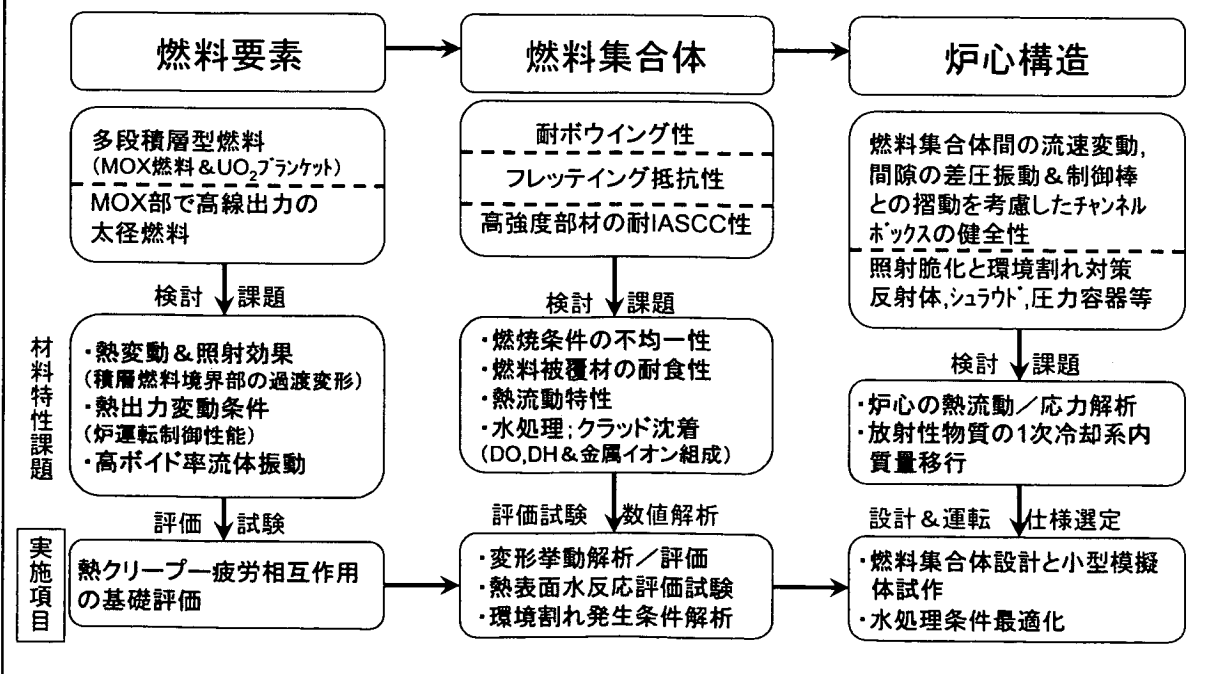 燃料要素
燃料集合体
炉心構造
多段積層型燃料
(MOX燃料&UO₂ブランケット)
MOX部で高線出力の
太径燃料
耐ボウイング性
フレッテイング抵抗性
高強度部材の耐IASCC性
燃料集合体間の流速変動,
間隙の差圧振動&制御棒
との摺動を考慮したチャンネル
ボックスの健全性
照射脆化と環境割れ対策
反射体,シュラウド,圧力容器等
検討 課題
検討 課題
検討 課題
材料特性課題
・熱変動&照射効果
(積層燃料境界部の過渡変形)
・熱出力変動条件
(炉運転制御性能)
・高ボイド率流体振動
・燃焼条件の不均一性
・燃料被覆材の耐食性
・熱流動特性
・水処理;クラッド沈着
(DO,DH&金属イオン組成)
・炉心の熱流動/応力解析
・放射性物質の1次冷却系内
質量移行
評価 試験
評価試験 数値解析
設計&運転 仕様選定
実施項目
熱クリープー疲労相互作用
の基礎評価
・変形挙動解析/評価
・熱表面水反応評価試験
・環境割れ発生条件解析
・燃料集合体設計と小型模擬
体試作
・水処理条件最適化